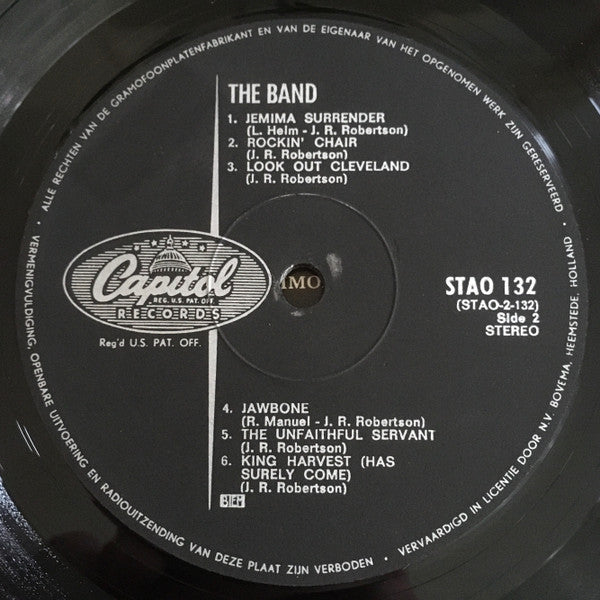 ALLE RECHTEN VAN DE GRAMOFOONPLATENFABRIKANT EN VAN DE EIGENAAR VAN HET OPGENOMEN WERK ZIJN GERESERVEERD
THE BAND
1. JEMIMA SURRENDER
(L. Helm - J. R. Robertson)
2. ROCKIN' CHAIR
(J. R. Robertson)
3. LOOK OUT CLEVELAND
(J. R. Robertson)
Capitol
REG. U.S. PAT. OFF.
RECORDS
Reg'd U.S. PAT. OFF.
IMO
STAO 132
(STAO-2-132)
Side 2
STEREO
4. JAWBONE
(R. Manuel - J. R. Robertson)
5. THE UNFAITHFUL SERVANT
(J. R. Robertson)
6. KING HARVEST (HAS
SURELY COME)
(J. R. Robertson)
BIEM
VERMENIGVULDIGING, OPENBARE UITVOERING EN RADIOUITZENDING VAN DEZE PLAAT ZIJN VERBODEN • VERVAARDIGD IN LICENTIE DOOR N.V. BOVEMA, HEEMSTEDE, HOLLAND •